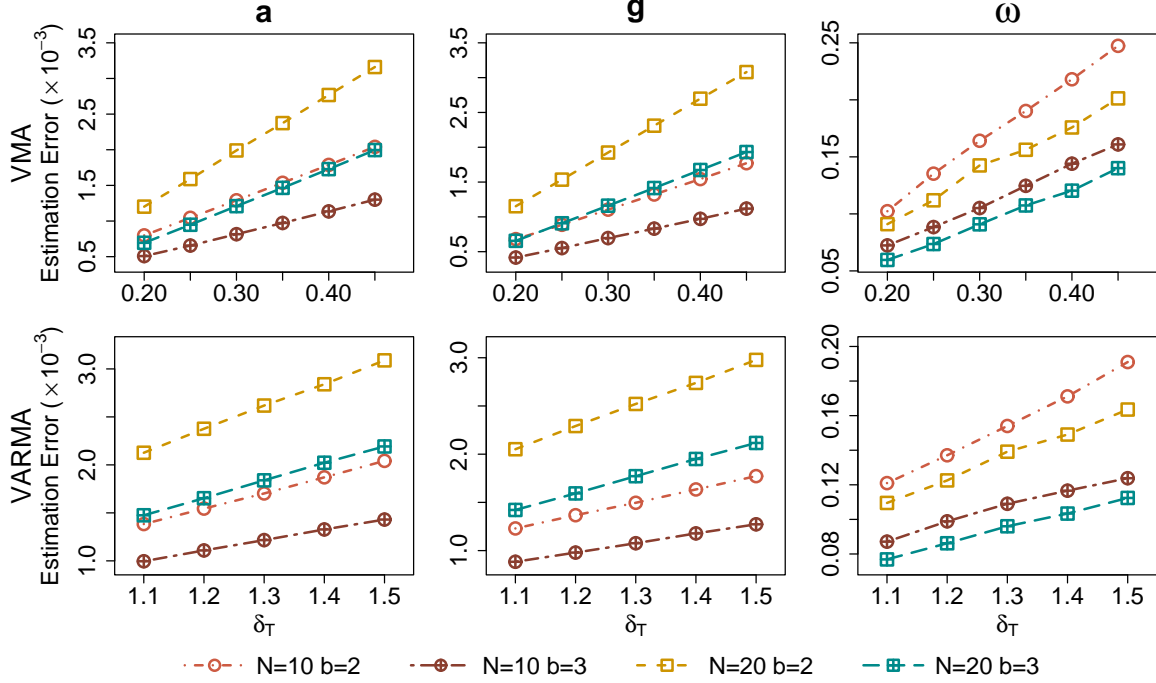 a g ω
VMA
Estimation Error (×10⁻³)
0.5 1.5 2.5 3.5
0.5 1.5 2.5 3.5
0.05 0.15 0.25
0.20 0.30 0.40
0.20 0.30 0.40
0.20 0.30 0.40
VARMA
Estimation Error (×10⁻³)
1.0 2.0 3.0
1.0 2.0 3.0
0.08 0.12 0.16 0.20
1.1 1.2 1.3 1.4 1.5
1.1 1.2 1.3 1.4 1.5
1.1 1.2 1.3 1.4 1.5
δT δT δT
N=10 b=2 N=10 b=3 N=20 b=2 N=20 b=3